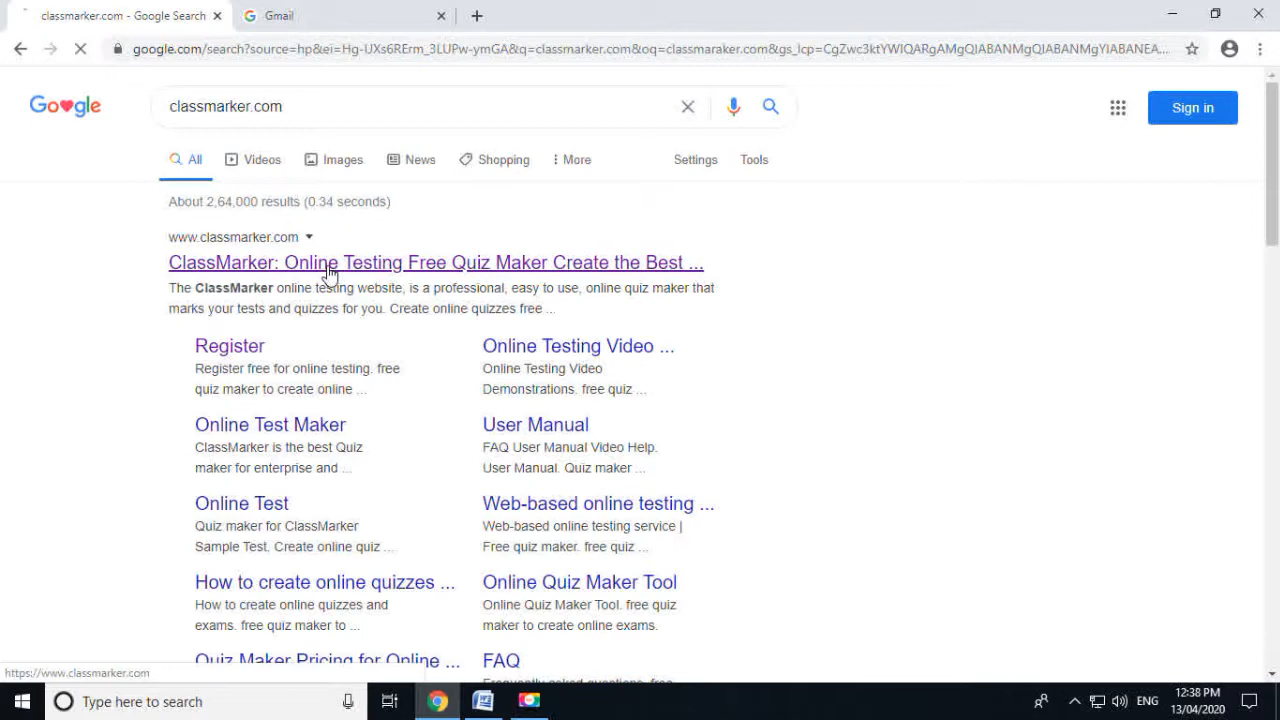 classmarker.com - Google Search
Gmail
google.com/search?source=hp&ei=Hg-UXs6RErm_3LUPw-ymGA&q=classmarker.com&oq=classmaraker.com&gs_lcp=CgZwc3ktYWIQARgAMgQIABANMgQIABANMgYIABANEA...
Google
classmarker.com
Sign in
All
Videos
Images
News
Shopping
More
Settings
Tools
About 2,64,000 results (0.34 seconds)
www.classmarker.com
ClassMarker: Online Testing Free Quiz Maker Create the Best ...
The ClassMarker online testing website, is a professional, easy to use, online quiz maker that
marks your tests and quizzes for you. Create online quizzes free ...
Register
Register free for online testing. free
quiz maker to create online ...
Online Testing Video ...
Online Testing Video
Demonstrations. free quiz ...
Online Test Maker
ClassMarker is the best Quiz
maker for enterprise and ...
User Manual
FAQ User Manual Video Help.
User Manual. Quiz maker ...
Online Test
Quiz maker for ClassMarker
Sample Test. Create online quiz ...
Web-based online testing ...
Web-based online testing service |
Free quiz maker. free quiz ...
How to create online quizzes ...
How to create online quizzes and
exams. free quiz maker to ...
Online Quiz Maker Tool
Online Quiz Maker Tool. free quiz
maker to create online exams.
Quiz Maker Pricing for Online ...
FAQ
Frequently asked questions. free
https://www.classmarker.com
Type here to search
ENG
12:38 PM
13/04/2020